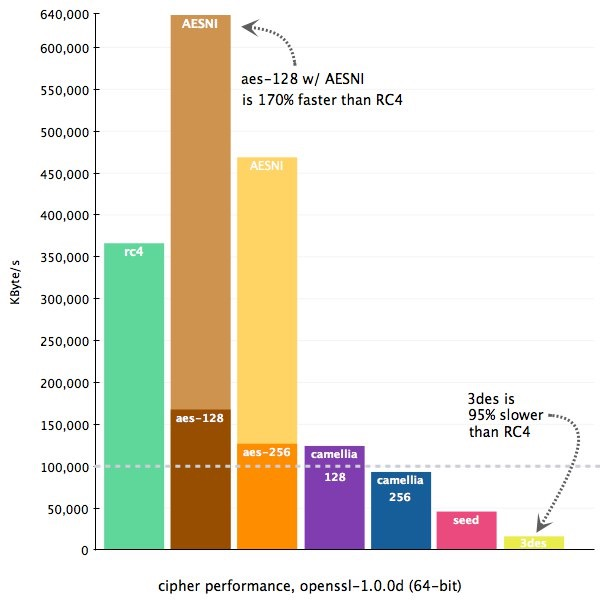 640,000
600,000
550,000
500,000
450,000
400,000
350,000
300,000
250,000
200,000
150,000
100,000
50,000
0
KByte/s
AESNI
aes-128 w/ AESNI
is 170% faster than RC4
AESNI
rc4
aes-128
aes-256
camellia
128
camellia
256
seed
3des
3des is
95% slower
than RC4
cipher performance, openssl-1.0.0d (64-bit)